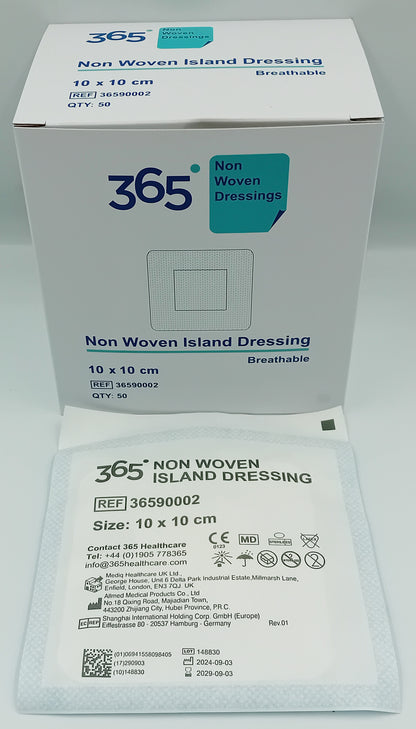 365
Non
Woven
Dressings
Non Woven Island Dressing
Breathable
10 x 10 cm
REF 36590002
QTY: 50
365
Non
Woven
Dressings
Non Woven Island Dressing
Breathable
10 x 10 cm
REF 36590002
QTY: 50
365 NON WOVEN
ISLAND DRESSING
REF 36590002
Size: 10 x 10 cm
Contact 365 Healthcare
Tel: +44 (0)1905 778365
info@365healthcare.com
CE 0123 MD
Mediq Healthcare UK Ltd.,
George House, Unit 6 Delta Park Industrial Estate,Millmarsh Lane,
Enfield, London, EN3 7QJ. UK
Allmed Medical Products Co., Ltd
No 18 Qixing Road, Majiadian Town,
443200 Zhijiang City, Hubei Province, P.R.C.
EC REP Shanghai International Holding Corp. GmbH (Europe)
Eiffestrasse 80 · 20537 Hamburg · Germany Rev.01
(01)06941558098405
(17)290903
(10)148830
LOT 148830
2024-09-03
2029-09-03